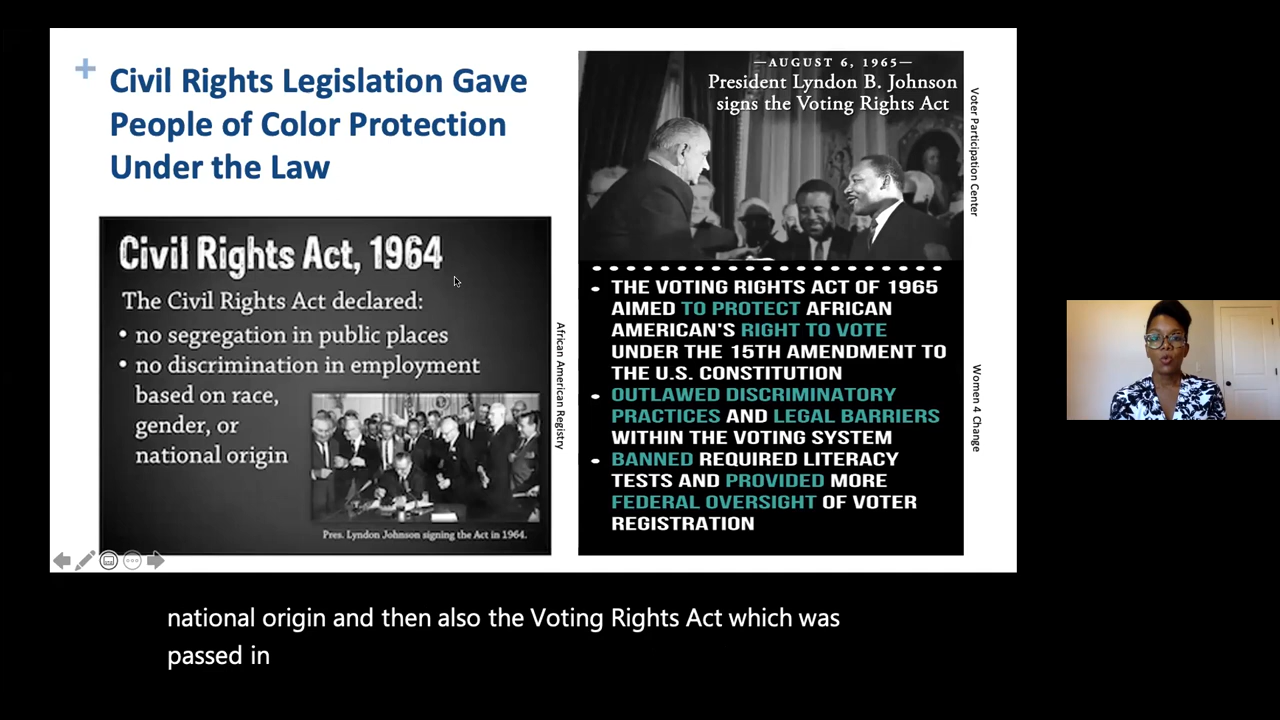 +
Civil Rights Legislation Gave
People of Color Protection
Under the Law
Civil Rights Act, 1964
The Civil Rights Act declared:
• no segregation in public places
• no discrimination in employment
based on race,
gender, or
national origin
Pres. Lyndon Johnson signing the Act in 1964.
African American Registry
—AUGUST 6, 1965—
President Lyndon B. Johnson
signs the Voting Rights Act
Voter Participation Center
• THE VOTING RIGHTS ACT OF 1965
AIMED TO PROTECT AFRICAN
AMERICAN'S RIGHT TO VOTE
UNDER THE 15TH AMENDMENT TO
THE U.S. CONSTITUTION
• OUTLAWED DISCRIMINATORY
PRACTICES AND LEGAL BARRIERS
WITHIN THE VOTING SYSTEM
• BANNED REQUIRED LITERACY
TESTS AND PROVIDED MORE
FEDERAL OVERSIGHT OF VOTER
REGISTRATION
Women 4 Change
national origin and then also the Voting Rights Act which was
passed in